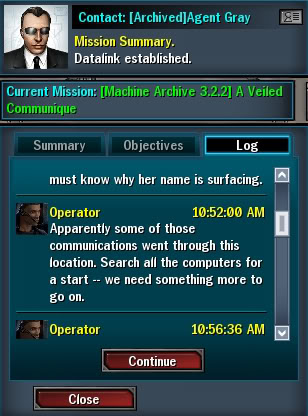 Contact: [Archived]Agent Gray
Mission Summary.
Datalink established.
Current Mission: [Machine Archive 3.2.2] A Veiled
Communique
Summary
Objectives
Log
must know why her name is surfacing.
Operator 10:52:00 AM
Apparently some of those
communications went through this
location. Search all the computers for
a start -- we need something more to
go on.
Operator 10:56:36 AM
Continue
Close